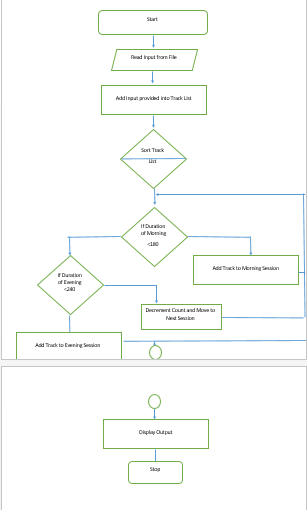 Start
Read Input from File
Add Input provided into Track List
Sort Track
List
If Duration
of Morning
<180
Add Track to Morning Session
If Duration
of Evening
<240
Decrement Count and Move to
Next Session
Add Track to Evening Session
Display Output
Stop